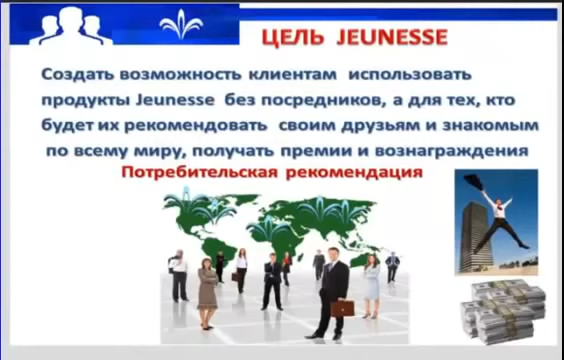 ЦЕЛЬ JEUNESSE
Создать возможность клиентам использовать
продукты Jeunesse без посредников, а для тех, кто
будет их рекомендовать своим друзьям и знакомым
по всему миру, получать премии и вознаграждения
Потребительская рекомендация